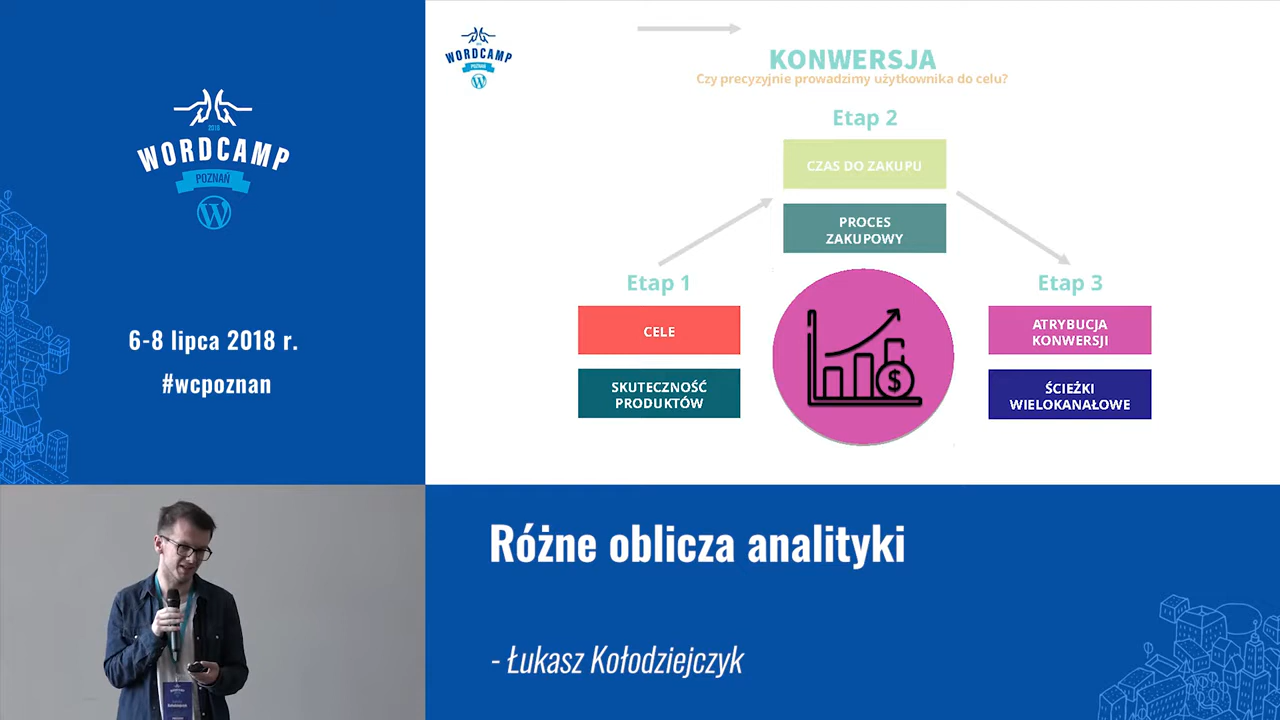 2018
WORDCAMP
POZNAŃ
6-8 lipca 2018 r.
#wcpoznan
WORDCAMP
POZNAŃ
KONWERSJA
Czy precyzyjnie prowadzimy użytkownika do celu?
Etap 2
CZAS DO ZAKUPU
PROCES
ZAKUPOWY
Etap 1
CELE
SKUTECZNOŚĆ
PRODUKTÓW
$
Etap 3
ATRYBUCJA
KONWERSJI
ŚCIEŻKI
WIELOKANAŁOWE
WORDCAMP
Różne oblicza analityki
- Łukasz Kołodziejczyk